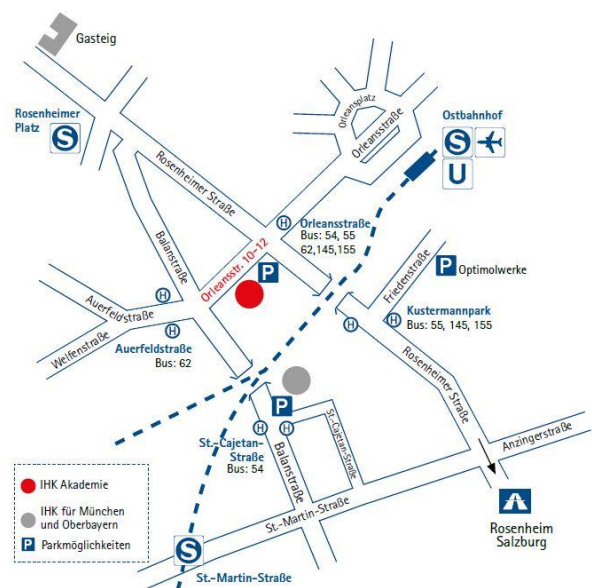 Gasteig
Rosenheimer
Platz
S
Orleansplatz
Orleansstraße
Ostbahnhof
S
U
Rosenheimer Straße
Balanstraße
H
Orleansstraße
Bus: 54, 55
62,145,155
Orleansstr. 10-12
P
P
Optimolwerke
Friedenstraße
H
Auerfeldstraße
Welfenstraße
H
Auerfeldstraße
Bus: 62
H
H
Kustermannpark
Bus: 55, 145, 155
Rosenheimer Straße
P
H
H
St.-Cajetan-
Straße
Bus: 54
St.-Cajetan-Straße
Balanstraße
Anzingerstraße
St.-Martin-Straße
IHK Akademie
IHK für München
und Oberbayern
P
Parkmöglichkeiten
S
St.-Martin-Straße
Rosenheim
Salzburg